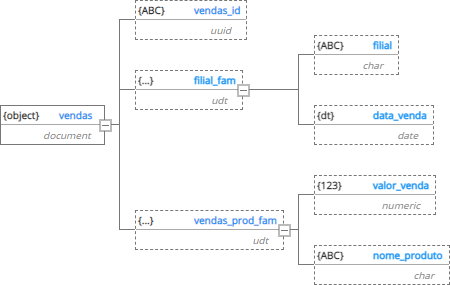 {ABC} vendas_id
uuid
{ABC} filial
char
{...} filial_fam
udt
{object} vendas
document
{dt} data_venda
date
{123} valor_venda
numeric
{...} vendas_prod_fam
udt
{ABC} nome_produto
char